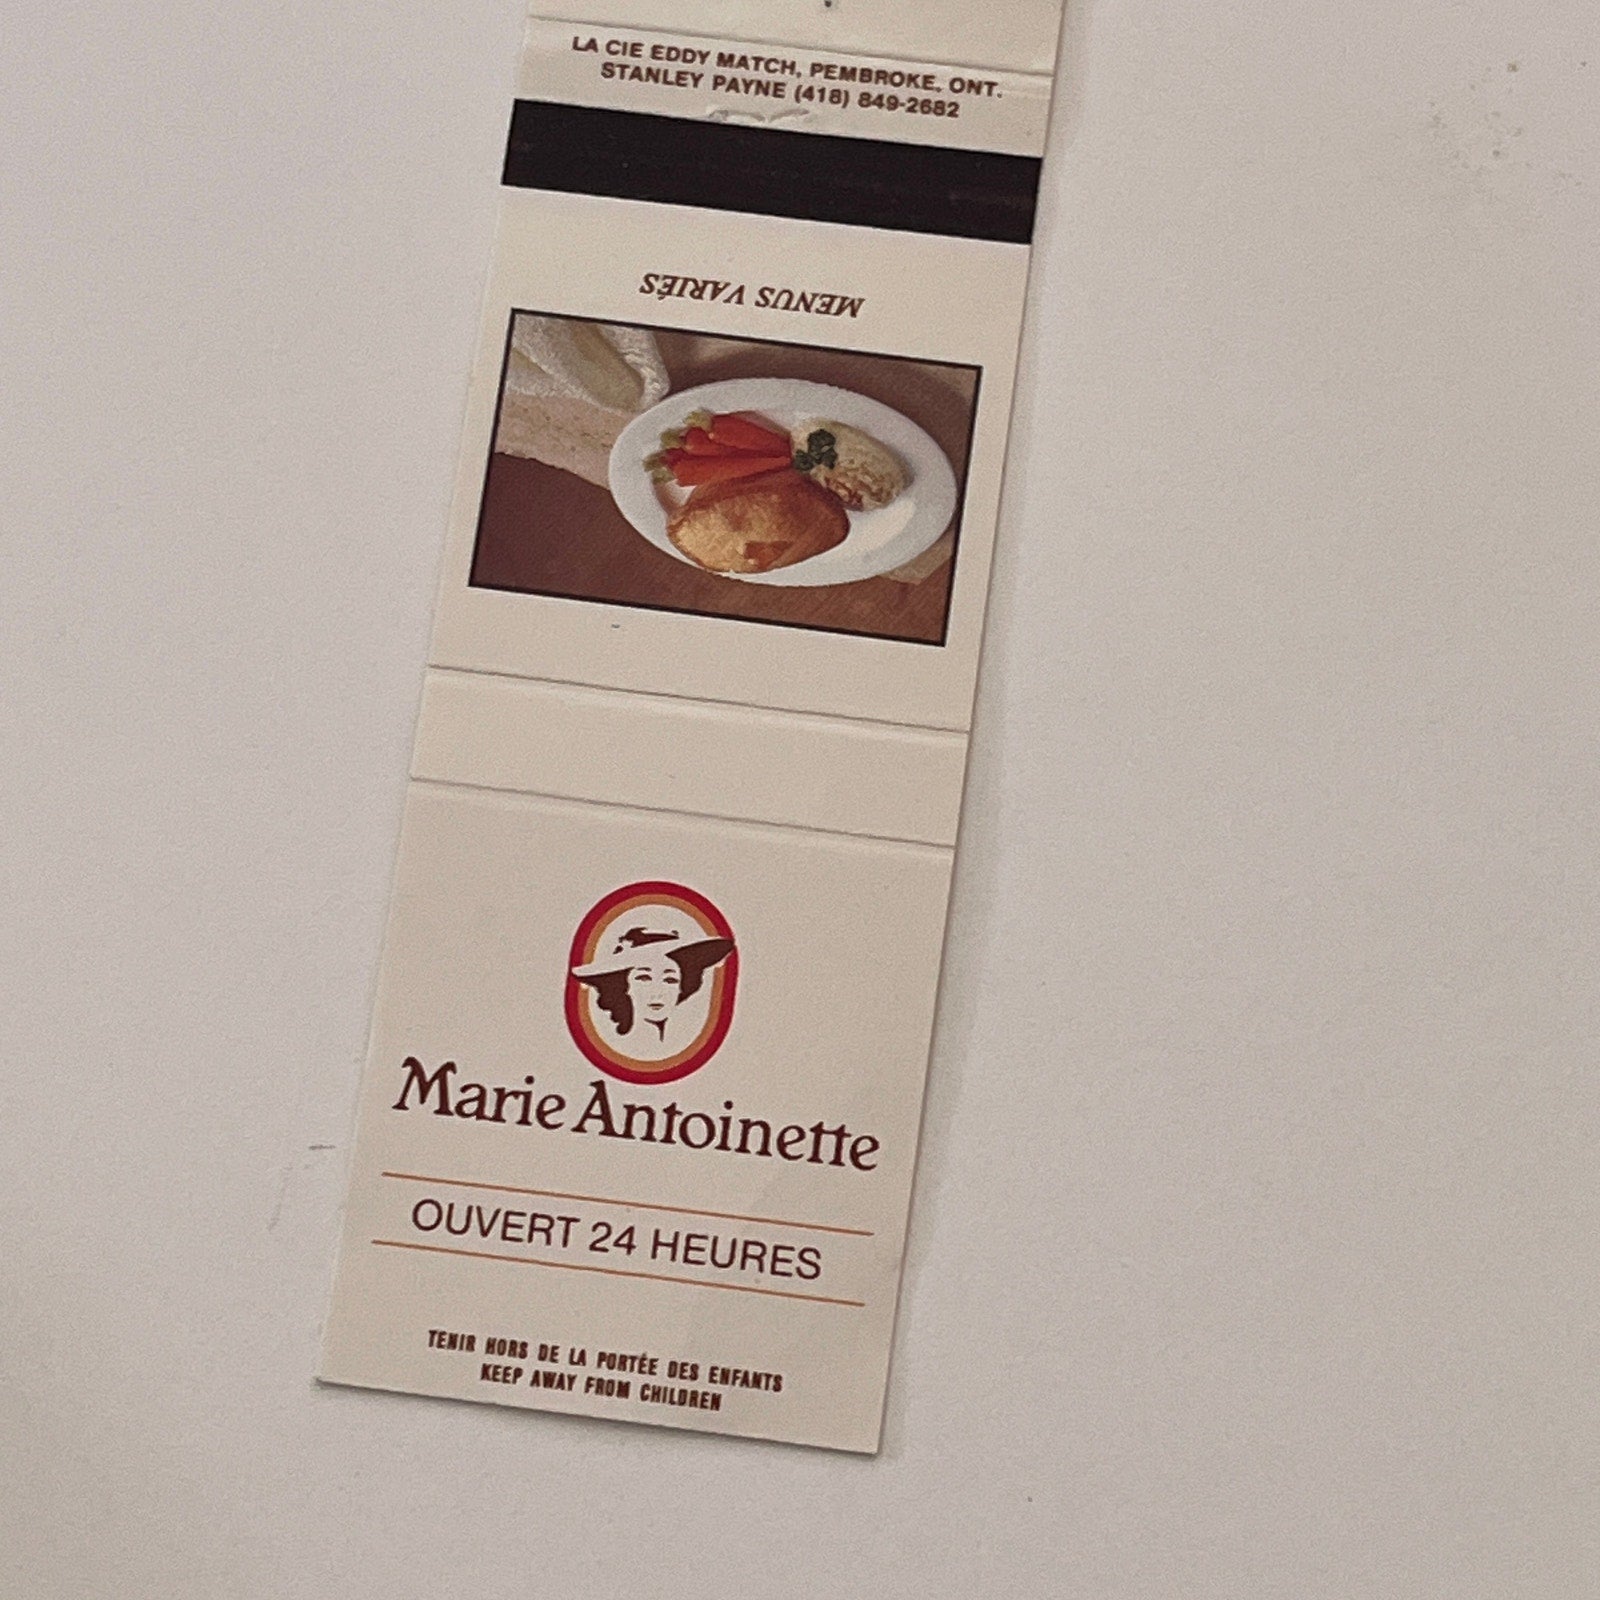 LA CIE EDDY MATCH, PEMBROKE, ONT.
STANLEY PAYNE (418) 849-2682
MENUS VARIÉS
Marie Antoinette
OUVERT 24 HEURES
TENIR HORS DE LA PORTÉE DES ENFANTS
KEEP AWAY FROM CHILDREN